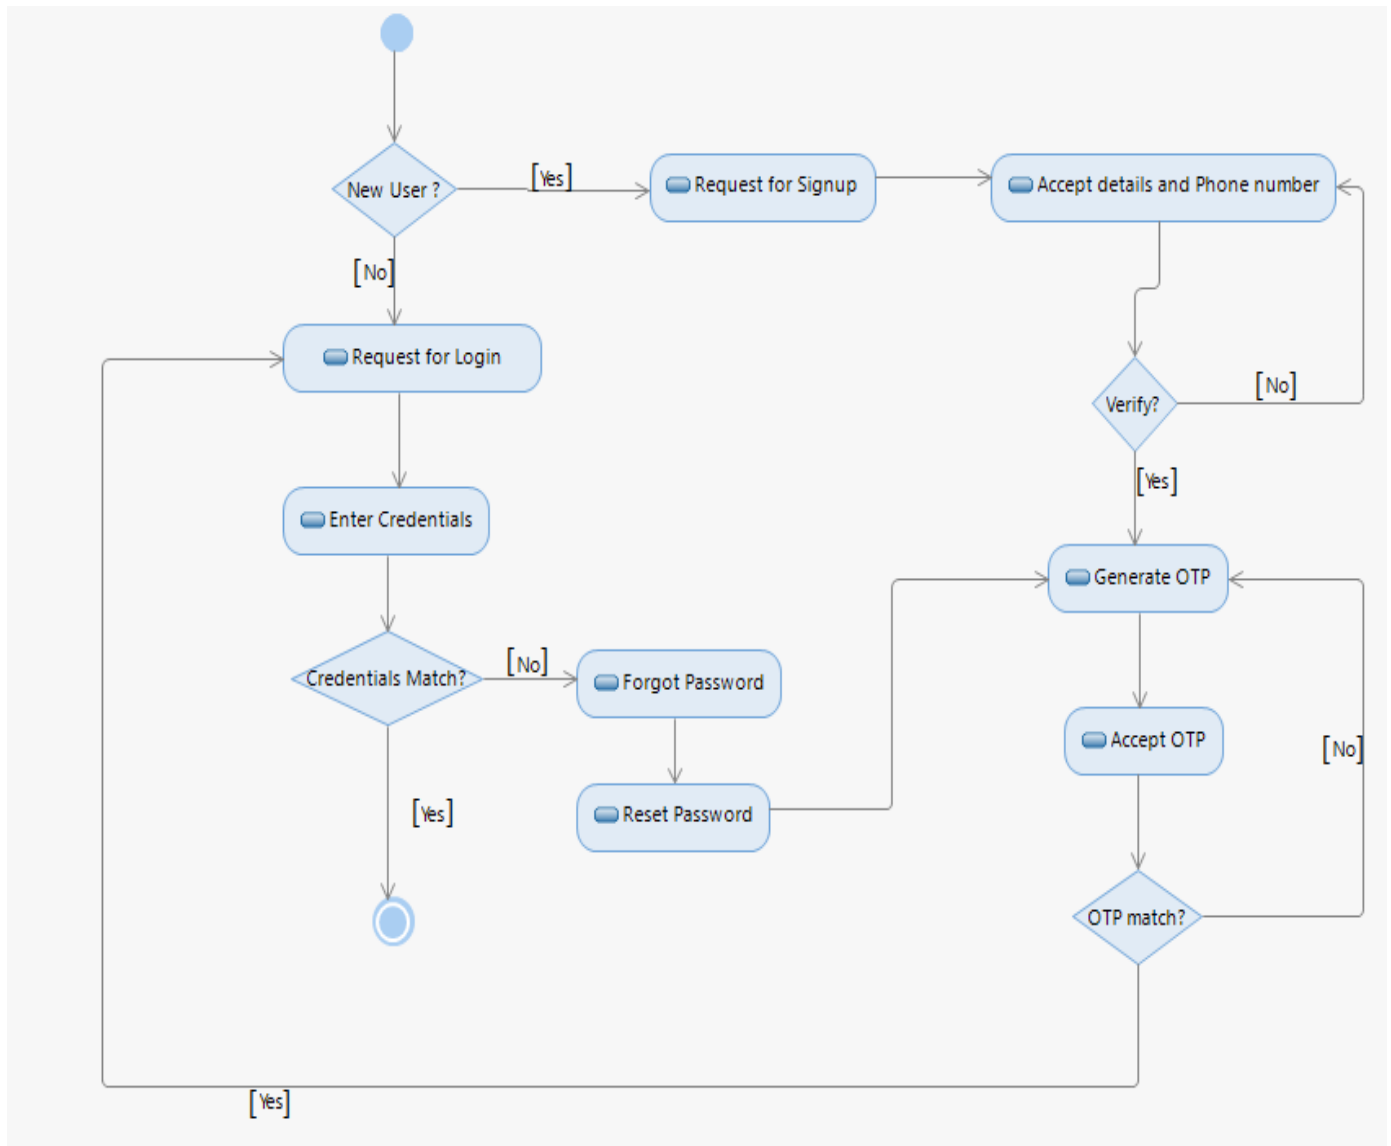 New User ?
[Yes]
Request for Signup
Accept details and Phone number
[No]
Request for Login
Verify?
[No]
[Yes]
Enter Credentials
Generate OTP
Credentials Match?
[No]
Forgot Password
Accept OTP
[No]
[Yes]
Reset Password
OTP match?
[Yes]